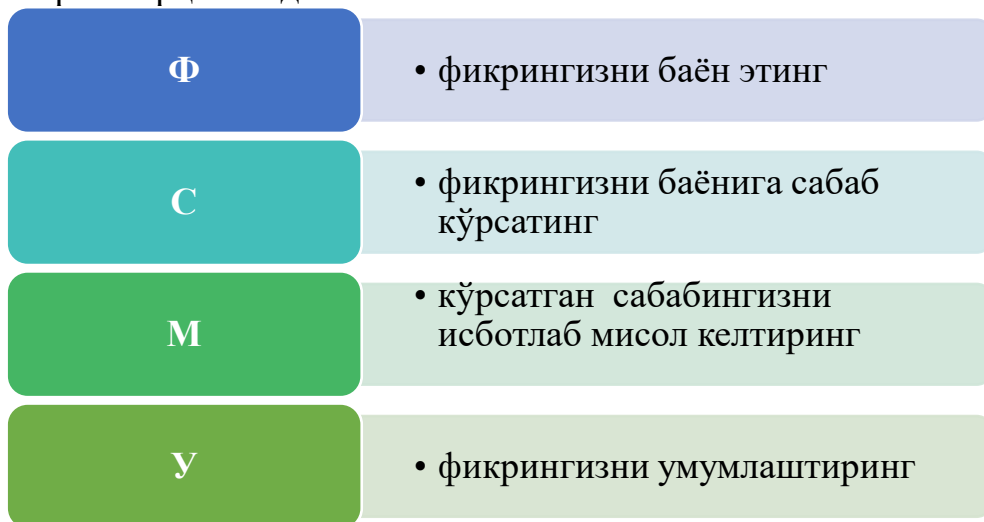 Ф
• фикрингизни баён этинг
С
• фикрингизни баёнига сабаб
кўрсатинг
М
• кўрсатган сабабингизни
исботлаб мисол келтиринг
У
• фикрингизни умумлаштиринг